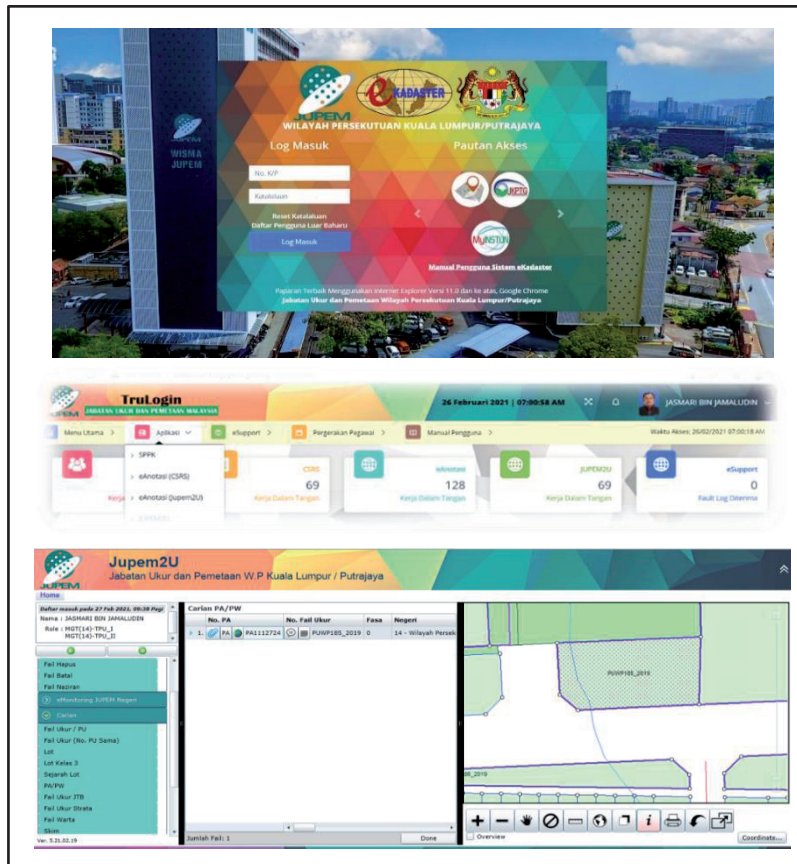 WISMA
JUPEM
JUPEM
e KADASTER
WILAYAH PERSEKUTUAN KUALA LUMPUR/PUTRAJAYA
Log Masuk
Pautan Akses
No. K/P
Katalaluan
Reset Katalaluan
Daftar Pengguna Luar Baharu
Log Masuk
JKPTG
Manual Pengguna Sistem eKadaster
Paparan Terbaik Menggunakan Internet Explorer Versi 11.0 dan ke atas, Google Chrome
Jabatan Ukur dan Pemetaan Wilayah Persekutuan Kuala Lumpur/Putrajaya
JUPEM
TruLogin
JABATAN UKUR DAN PEMETAAN MALAYSIA
26 Februari 2021 | 07:00:58 AM
JASMARI BIN JAMALUDIN
Menu Utama >
Aplikasi
eSupport >
Pergerakan Pegawai >
Manual Pengguna >
Waktu Akses: 26/02/2021 07:00:18 AM
> SPPK
> eAnotasi (CSRS)
> eAnotasi (Jupem2U)
Kerja
CSRS
69
Kerja Dalam Tangan
eAnotasi
128
Kerja Dalam Tangan
JUPEM2U
69
Kerja Dalam Tangan
eSupport
0
Fault Log Diterima
JUPEM
Jupem2U
Jabatan Ukur dan Pemetaan W.P Kuala Lumpur / Putrajaya
Home
Daftar masuk pada 27 Feb 2021, 09:38 Pagi
Nama : JASMARI BIN JAMALUDIN
Role : MGT(14)-TPU_I
MGT(14)-TPU_II
Fail Hapus
Fail Batal
Fail Naziran
eMonitoring JUPEM Negeri
Carian
Fail Ukur / PU
Fail Ukur (No. PU Sama)
Lot
Lot Kelas 3
Sejarah Lot
PA/PW
Fail Ukur JTB
Fail Ukur Strata
Fail Warta
Skim
Ver. 5.21.02.19
Carian PA/PW
No. PA
No. Fail Ukur
Fasa
Negeri
1.
PA
PA1112724
PUWP185_2019
0
14 - Wilayah Persek
Jumlah Fail: 1
Done
PUWP185_2019
_2019
Overview
Coordinate...